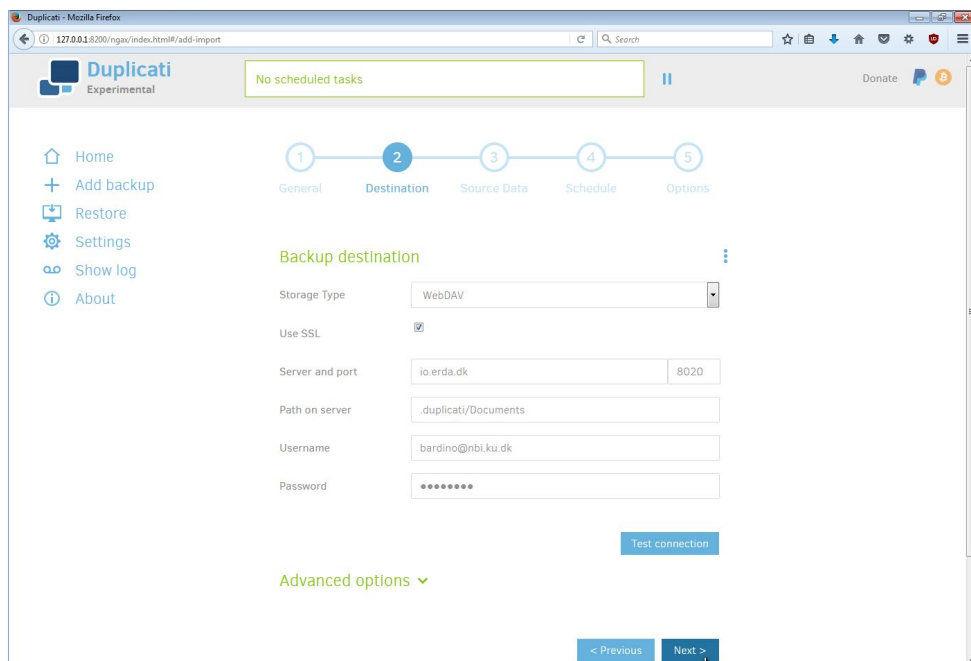 Duplicati - Mozilla Firefox
127.0.0.1:8200/ngax/index.html#/add-import
Search
Duplicati
Experimental
No scheduled tasks
Donate
Home
Add backup
Restore
Settings
Show log
About
1 2 3 4 5
General Destination Source Data Schedule Options
Backup destination
Storage Type WebDAV
Use SSL
Server and port io.erda.dk 8020
Path on server .duplicati/Documents
Username bardino@nbi.ku.dk
Password ●●●●●●●●
Test connection
Advanced options
< Previous Next >